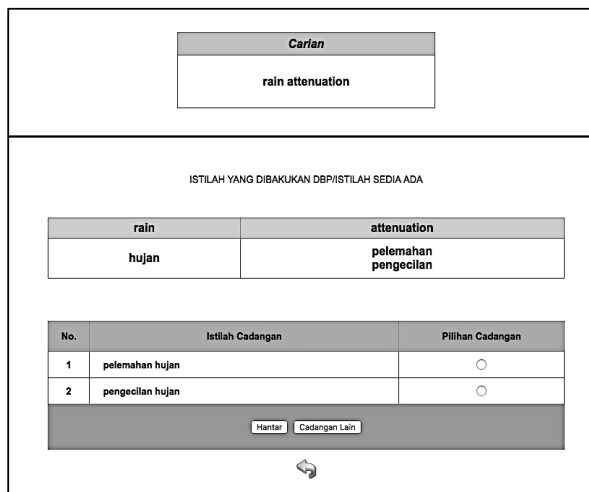 Carian
rain attenuation
ISTILAH YANG DIBAKUKAN DBP/ISTILAH SEDIA ADA
rain attenuation
hujan pelemahan
pengecilan
No. Istilah Cadangan Pilihan Cadangan
1 pelemahan hujan
2 pengecilan hujan
Hantar Cadangan Lain